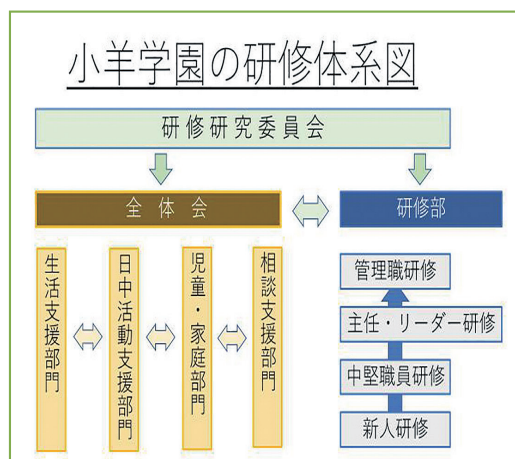 小羊学園の研修体系図
研修研究委員会
全体会
研修部
生活支援部門
日中活動支援部門
児童・家庭部門
相談支援部門
管理職研修
主任・リーダー研修
中堅職員研修
新人研修